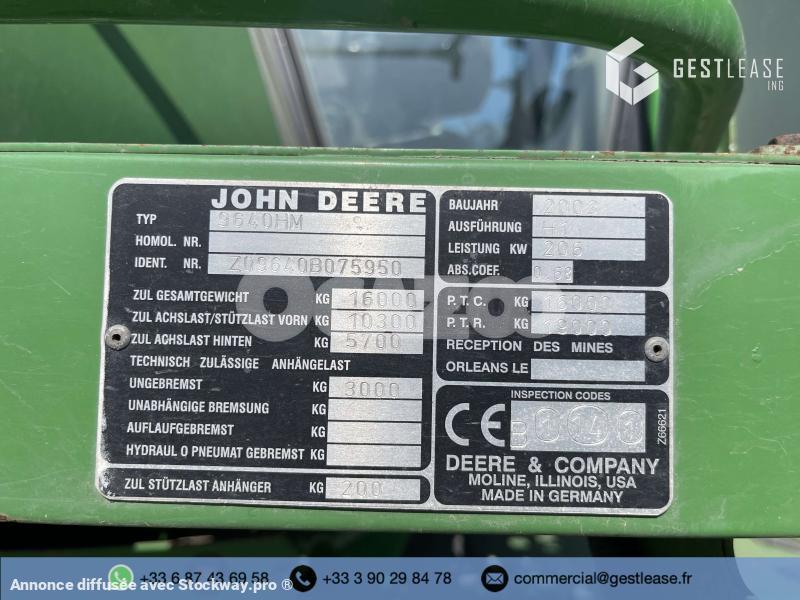 GESTLEASE
ING
JOHN DEERE
TYP 9640HM
HOMOL. NR.
IDENT. NR. Z09640B075950
ZUL GESAMTGEWICHT KG 16000
ZUL ACHSLAST/STÜTZLAST VORN KG 10300
ZUL ACHSLAST HINTEN KG 5700
TECHNISCH ZULÄSSIGE ANHÄNGELAST
UNGEBREMST KG 3000
UNABHÄNGIGE BREMSUNG KG
AUFLAUFGEBREMST KG
HYDRAUL O PNEUMAT GEBREMST KG
ZUL STÜTZLAST ANHÄNGER KG 200
BAUJAHR
AUSFÜHRUNG
LEISTUNG KW 205
ABS.COEF.
P.T.C. KG 16000
P.T.R. KG 19000
RECEPTION DES MINES
ORLEANS LE
INSPECTION CODES
CE
Z66621
DEERE & COMPANY
MOLINE, ILLINOIS, USA
MADE IN GERMANY
+33 6 87 43 69 58 +33 3 90 29 84 78 commercial@gestlease.fr
Annonce diffusée avec Stockway.pro ®